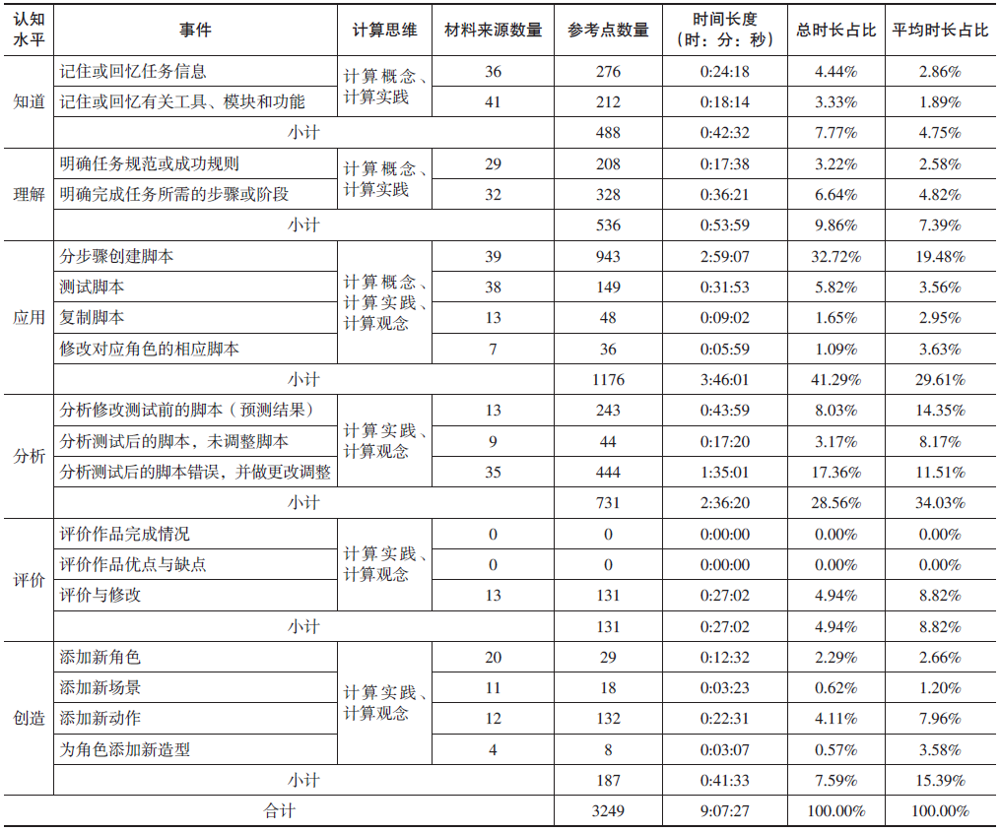 认知水平 事件 计算思维 材料来源数量 参考点数量 时间长度（时：分：秒） 总时长占比 平均时长占比
知道 记住或回忆任务信息 计算概念、计算实践 36 276 0:24:18 4.44% 2.86%
记住或回忆有关工具、模块和功能 41 212 0:18:14 3.33% 1.89%
小计 488 0:42:32 7.77% 4.75%
理解 明确任务规范或成功规则 计算概念、计算实践 29 208 0:17:38 3.22% 2.58%
明确完成任务所需的步骤或阶段 32 328 0:36:21 6.64% 4.82%
小计 536 0:53:59 9.86% 7.39%
应用 分步骤创建脚本 计算概念、计算实践、计算观念 39 943 2:59:07 32.72% 19.48%
测试脚本 38 149 0:31:53 5.82% 3.56%
复制脚本 13 48 0:09:02 1.65% 2.95%
修改对应角色的相应脚本 7 36 0:05:59 1.09% 3.63%
小计 1176 3:46:01 41.29% 29.61%
分析 分析修改测试前的脚本（预测结果） 计算实践、计算观念 13 243 0:43:59 8.03% 14.35%
分析测试后的脚本，未调整脚本 9 44 0:17:20 3.17% 8.17%
分析测试后的脚本错误，并做更改调整 35 444 1:35:01 17.36% 11.51%
小计 731 2:36:20 28.56% 34.03%
评价 评价作品完成情况 计算实践、计算观念 0 0 0:00:00 0.00% 0.00%
评价作品优点与缺点 0 0 0:00:00 0.00% 0.00%
评价与修改 13 131 0:27:02 4.94% 8.82%
小计 131 0:27:02 4.94% 8.82%
创造 添加新角色 计算实践、计算观念 20 29 0:12:32 2.29% 2.66%
添加新场景 11 18 0:03:23 0.62% 1.20%
添加新动作 12 132 0:22:31 4.11% 7.96%
为角色添加新造型 4 8 0:03:07 0.57% 3.58%
小计 187 0:41:33 7.59% 15.39%
合计 3249 9:07:27 100.00% 100.00%